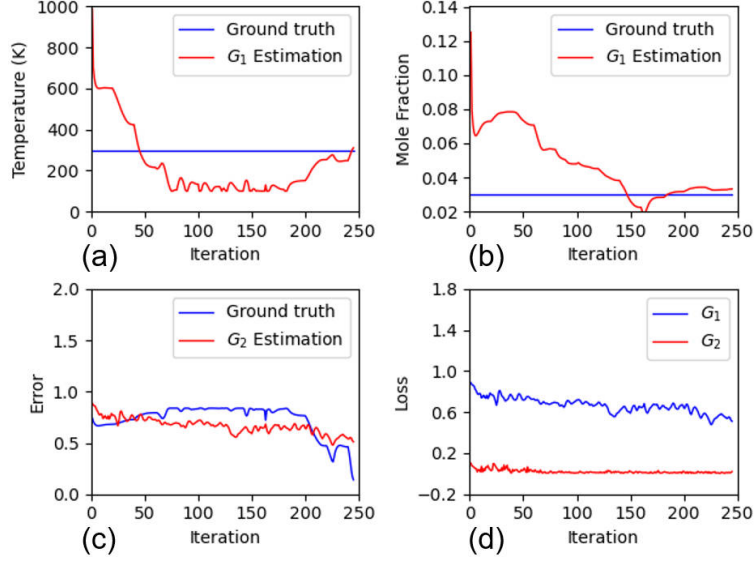 1000
800
600
400
200
0
Temperature (K)
Ground truth
G₁ Estimation
0 50 100 150 200 250
Iteration
(a)
0.14
0.12
0.10
0.08
0.06
0.04
0.02
Mole Fraction
Ground truth
G₁ Estimation
0 50 100 150 200 250
Iteration
(b)
2.0
1.5
1.0
0.5
0.0
Error
Ground truth
G₂ Estimation
0 50 100 150 200 250
Iteration
(c)
1.8
1.4
1.0
0.6
0.2
−0.2
Loss
G₁
G₂
0 50 100 150 200 250
Iteration
(d)